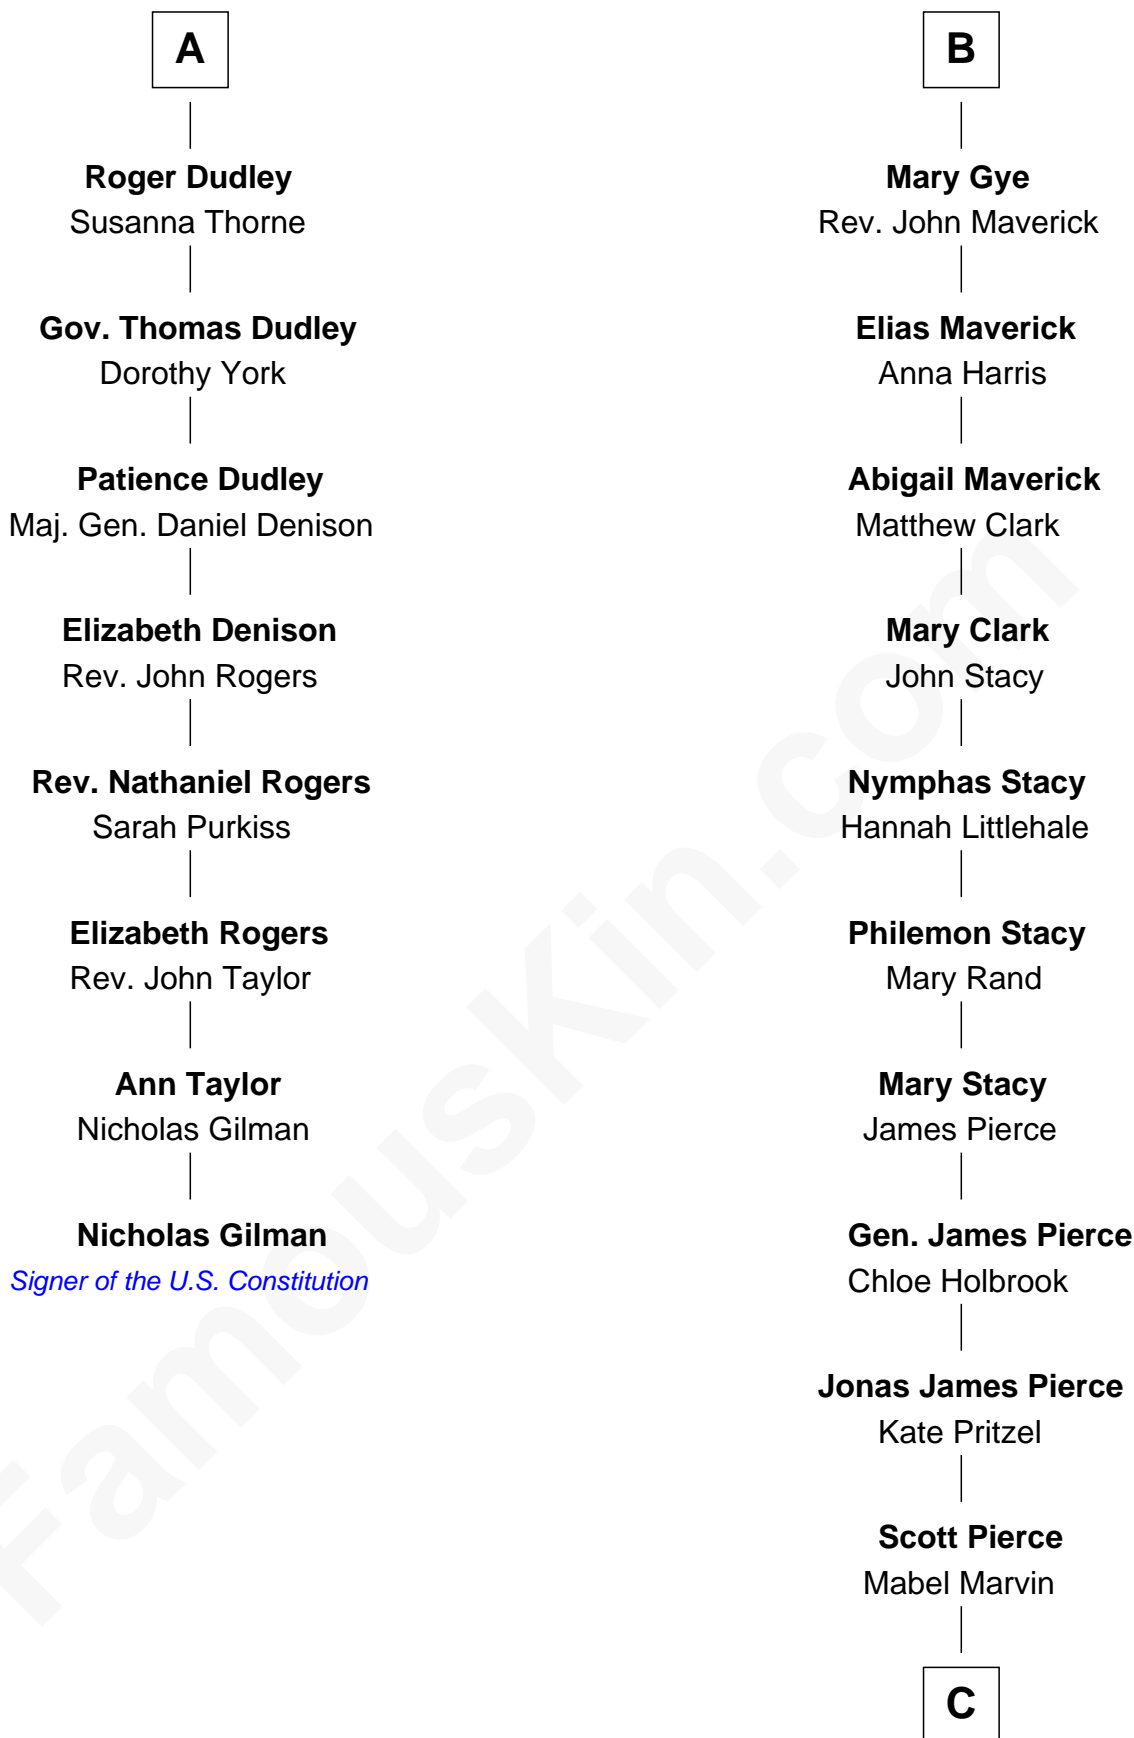 A
Roger Dudley
Susanna Thorne
Gov. Thomas Dudley
Dorothy York
Patience Dudley
Maj. Gen. Daniel Denison
Elizabeth Denison
Rev. John Rogers
Rev. Nathaniel Rogers
Sarah Purkiss
Elizabeth Rogers
Rev. John Taylor
Ann Taylor
Nicholas Gilman
Nicholas Gilman
Signer of the U.S. Constitution
B
Mary Gye
Rev. John Maverick
Elias Maverick
Anna Harris
Abigail Maverick
Matthew Clark
Mary Clark
John Stacy
Nymphas Stacy
Hannah Littlehale
Philemon Stacy
Mary Rand
Mary Stacy
James Pierce
Gen. James Pierce
Chloe Holbrook
Jonas James Pierce
Kate Pritzel
Scott Pierce
Mabel Marvin
C
FamousKin.com